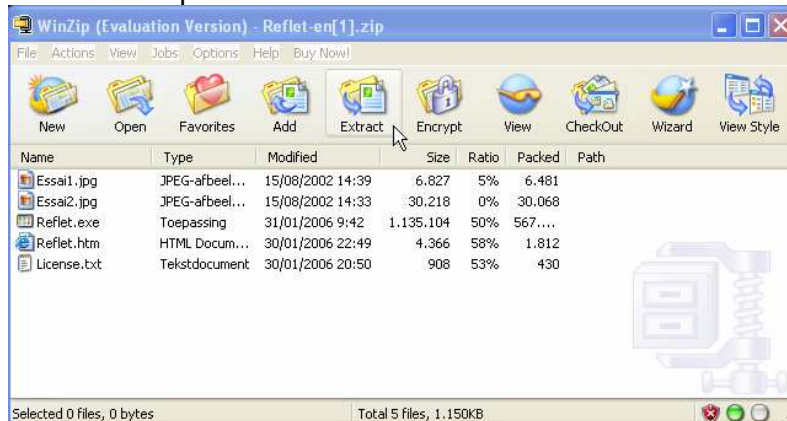 WinZip (Evaluation Version) - Reflet-en[1].zip
File Actions View Jobs Options Help Buy Now!
New Open Favorites Add Extract Encrypt View CheckOut Wizard View Style
Name Type Modified Size Ratio Packed Path
Essai1.jpg JPEG-afbeel... 15/08/2002 14:39 6.827 5% 6.481
Essai2.jpg JPEG-afbeel... 15/08/2002 14:33 30.218 0% 30.068
Reflet.exe Toepassing 31/01/2006 9:42 1.135.104 50% 567....
Reflet.htm HTML Docum... 30/01/2006 22:49 4.366 58% 1.812
License.txt Tekstdocument 30/01/2006 20:50 908 53% 430
Selected 0 files, 0 bytes Total 5 files, 1.150KB